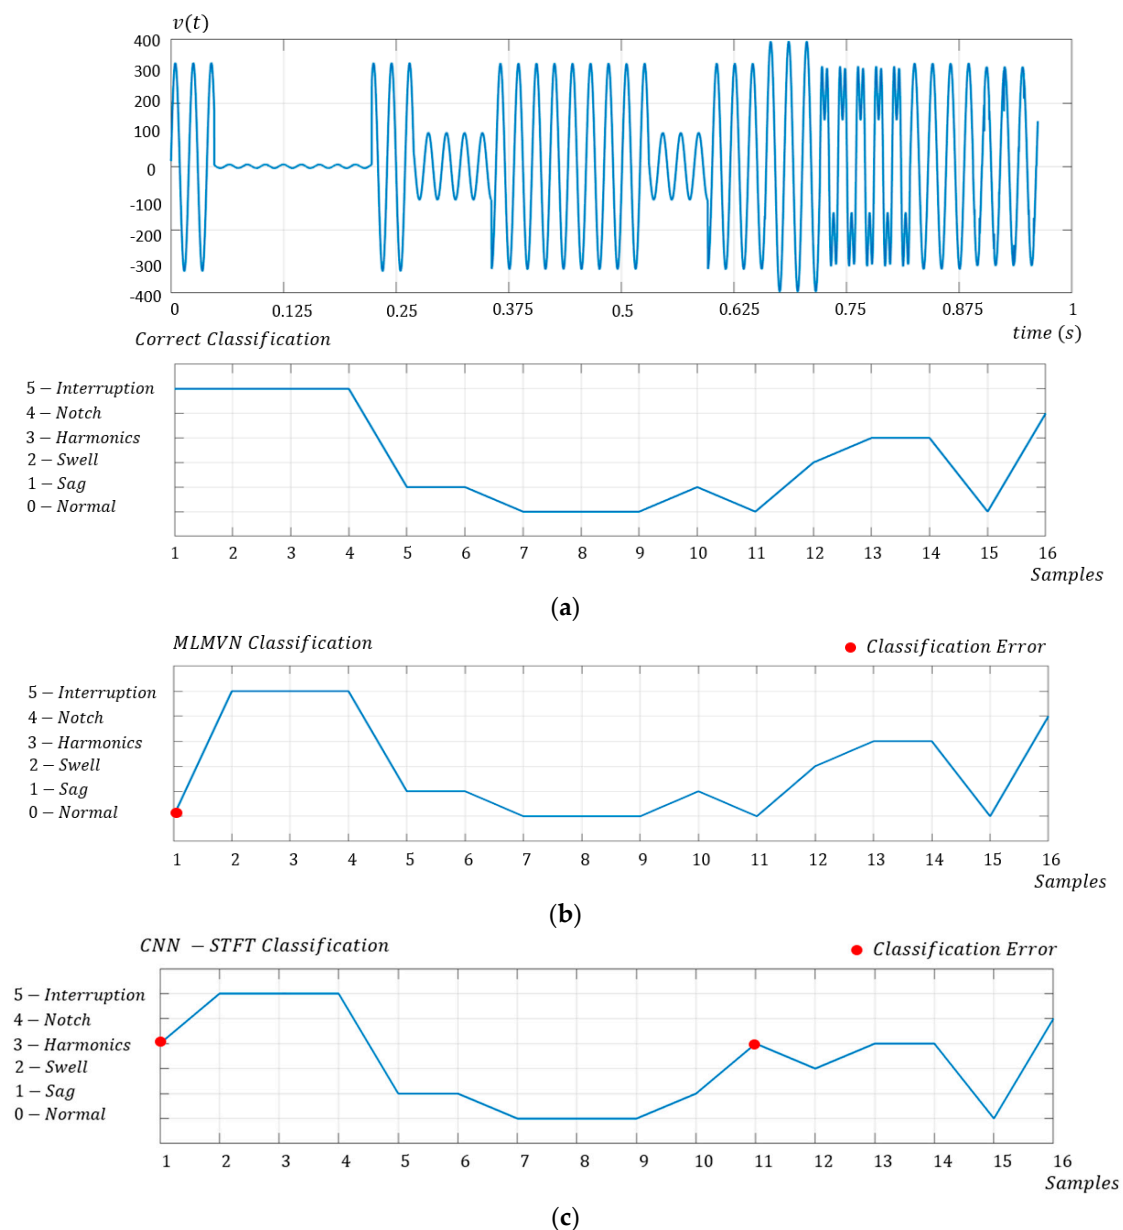 v(t)
400
300
200
100
0
-100
-200
-300
-400
0 0.125 0.25 0.375 0.5 0.625 0.75 0.875 1
time (s)
Correct Classification
5 − Interruption
4 − Notch
3 − Harmonics
2 − Swell
1 − Sag
0 − Normal
1 2 3 4 5 6 7 8 9 10 11 12 13 14 15 16
Samples
(a)
MLMVN Classification
Classification Error
5 − Interruption
4 − Notch
3 − Harmonics
2 − Swell
1 − Sag
0 − Normal
1 2 3 4 5 6 7 8 9 10 11 12 13 14 15 16
Samples
(b)
CNN − STFT Classification
Classification Error
5 − Interruption
4 − Notch
3 − Harmonics
2 − Swell
1 − Sag
0 − Normal
1 2 3 4 5 6 7 8 9 10 11 12 13 14 15 16
Samples
(c)